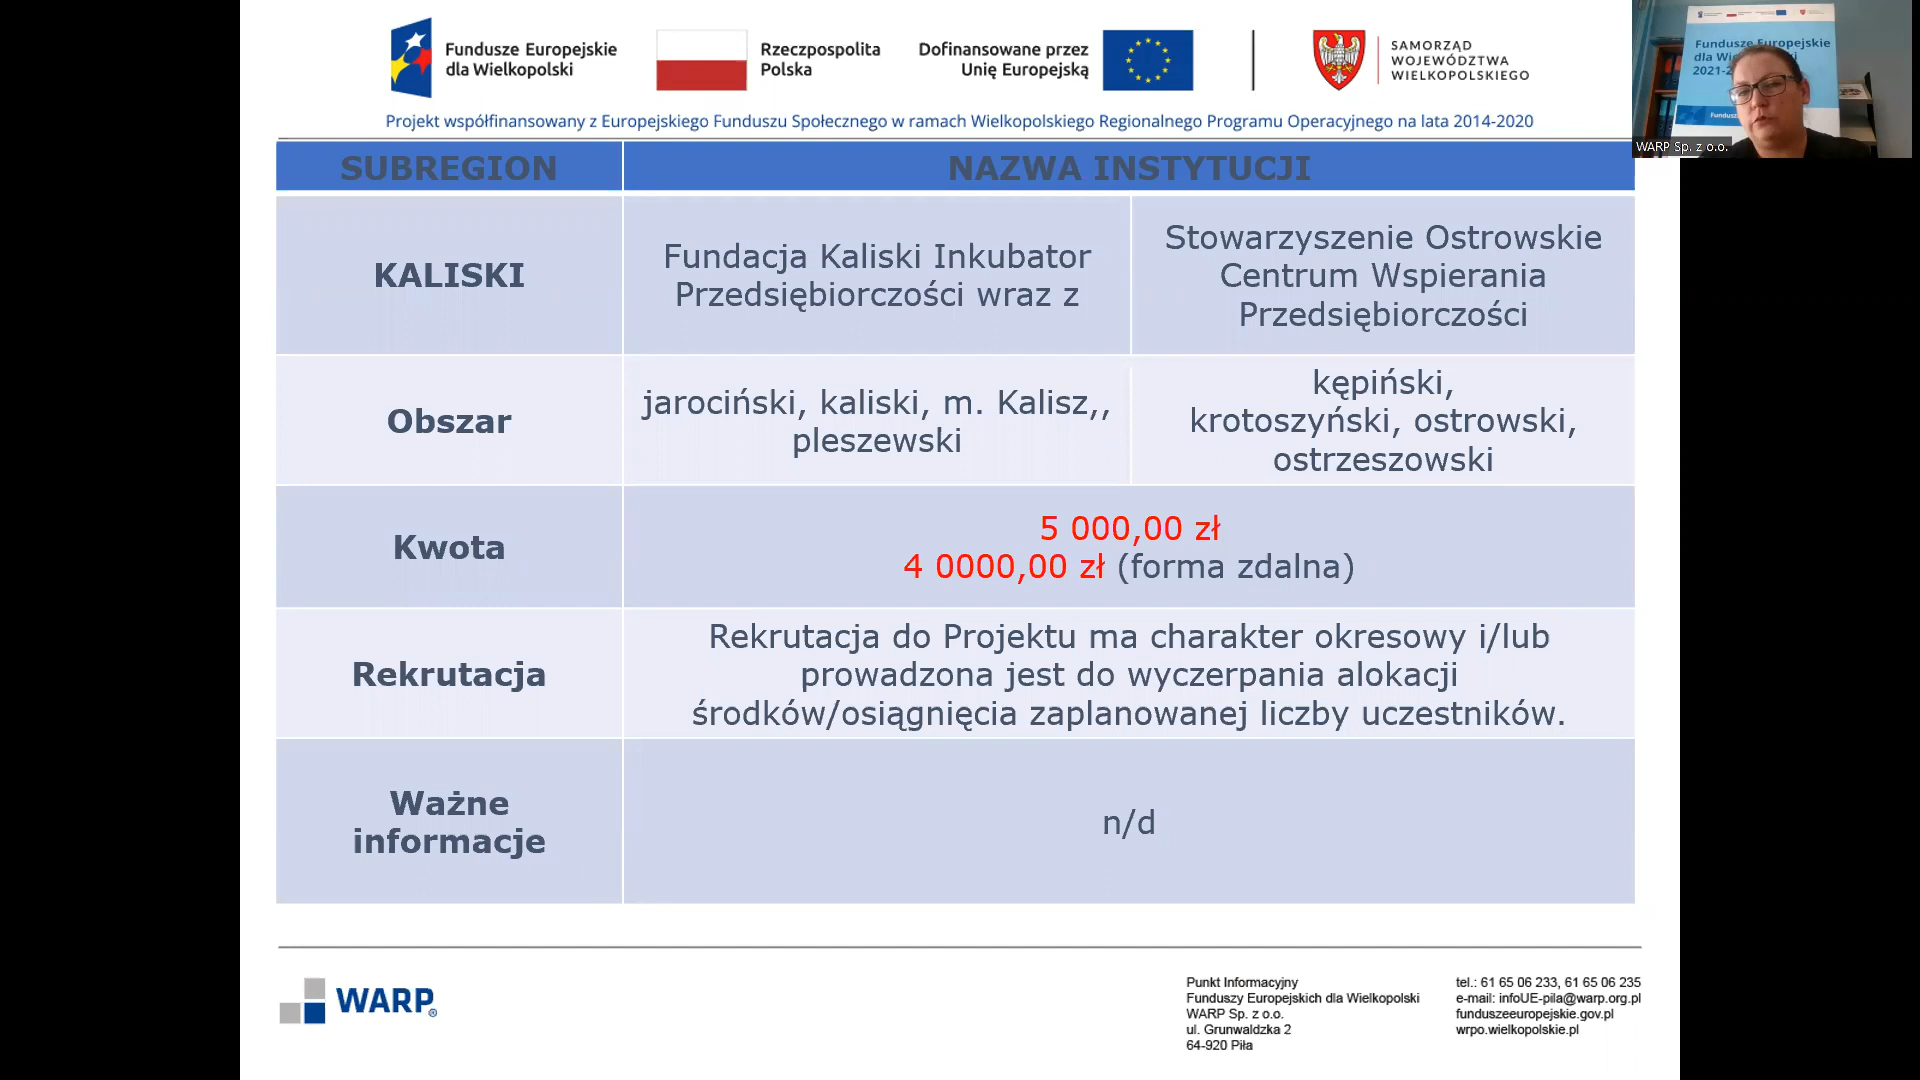 Fundusze Europejskie
dla Wielkopolski
Rzeczpospolita
Polska
Dofinansowane przez
Unię Europejską
SAMORZĄD
WOJEWÓDZTWA
WIELKOPOLSKIEGO
Projekt współfinansowany z Europejskiego Funduszu Społecznego w ramach Wielkopolskiego Regionalnego Programu Operacyjnego na lata 2014-2020
Fundusze Europejskie
WARP Sp. z o.o.
SUBREGION
NAZWA INSTYTUCJI
KALISKI
Fundacja Kaliski Inkubator
Przedsiębiorczości wraz z
Stowarzyszenie Ostrowskie
Centrum Wspierania
Przedsiębiorczości
Obszar
jarociński, kaliski, m. Kalisz,,
pleszewski
kępiński,
krotoszyński, ostrowski,
ostrzeszowski
Kwota
5 000,00 zł
4 0000,00 zł (forma zdalna)
Rekrutacja
Rekrutacja do Projektu ma charakter okresowy i/lub
prowadzona jest do wyczerpania alokacji
środków/osiągnięcia zaplanowanej liczby uczestników.
Ważne
informacje
n/d
WARP®
Punkt Informacyjny
Funduszy Europejskich dla Wielkopolski
WARP Sp. z o.o.
ul. Grunwaldzka 2
64-920 Piła
tel.: 61 65 06 233, 61 65 06 235
e-mail: infoUE-pila@warp.org.pl
funduszeeuropejskie.gov.pl
wrpo.wielkopolskie.pl